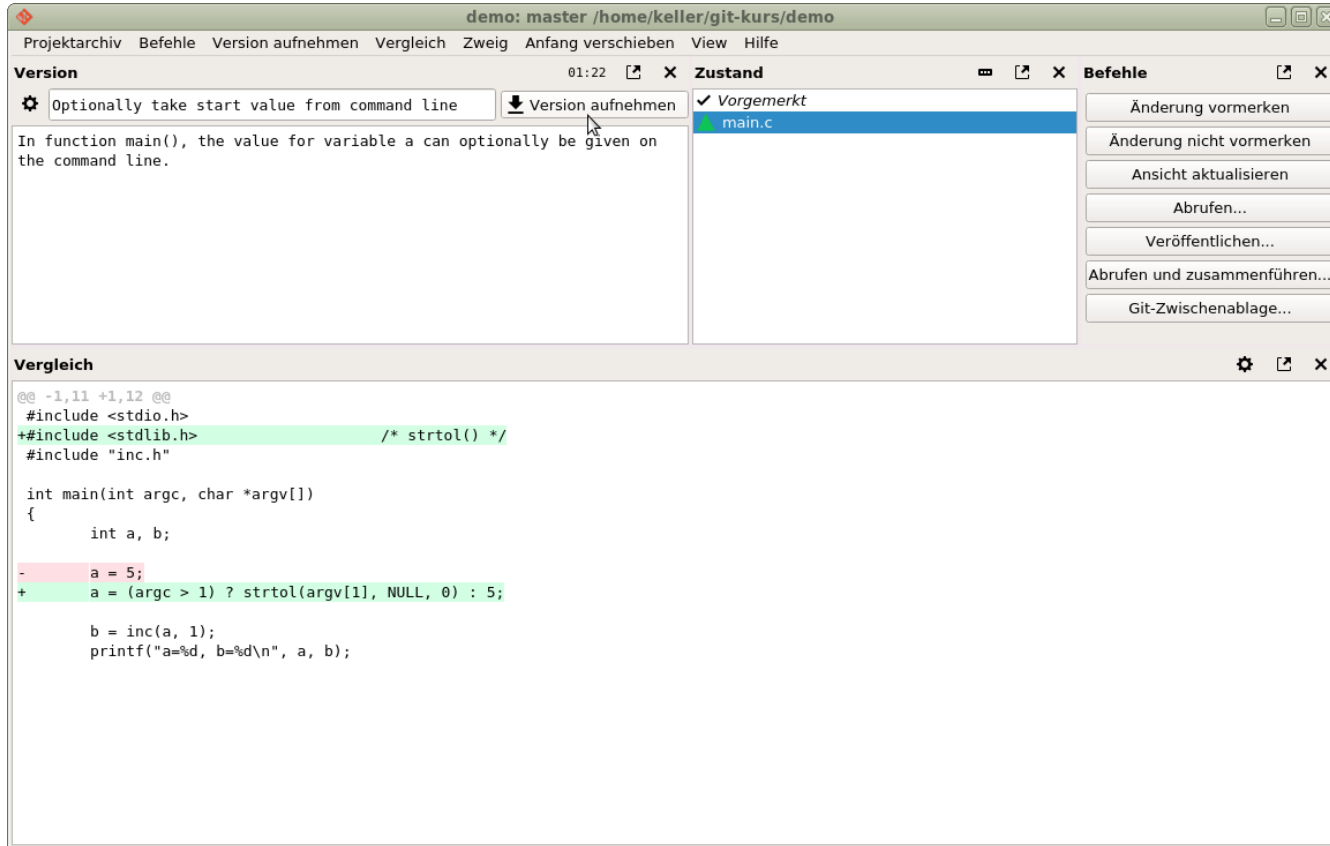 demo: master /home/keller/git-kurs/demo
Projektarchiv Befehle Version aufnehmen Vergleich Zweig Anfang verschieben View Hilfe
Version 01:22
Optionally take start value from command line Version aufnehmen
In function main(), the value for variable a can optionally be given on
the command line.
Zustand
Vorgemerkt
main.c
Befehle
Änderung vormerken
Änderung nicht vormerken
Ansicht aktualisieren
Abrufen...
Veröffentlichen...
Abrufen und zusammenführen...
Git-Zwischenablage...
Vergleich
@@ -1,11 +1,12 @@
 #include <stdio.h>
+#include <stdlib.h>                     /* strtol() */
 #include "inc.h"

 int main(int argc, char *argv[])
 {
        int a, b;

-       a = 5;
+       a = (argc > 1) ? strtol(argv[1], NULL, 0) : 5;

        b = inc(a, 1);
        printf("a=%d, b=%d\n", a, b);